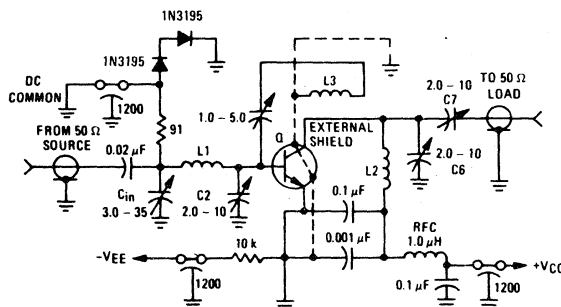 1N3195
1N3195
DC
COMMON
1200
91
FROM 50 Ω
SOURCE
0.02 μF
L1
Cin
3.0 – 35
C2
2.0 – 10
1.0 – 5.0
L3
Q
EXTERNAL
SHIELD
2.0 – 10
C7
TO 50 Ω
LOAD
2.0 – 10
C6
L2
0.1 μF
0.001 μF
RFC
1.0 μH
–VEE
10 k
1200
0.1 μF
1200
+VCC